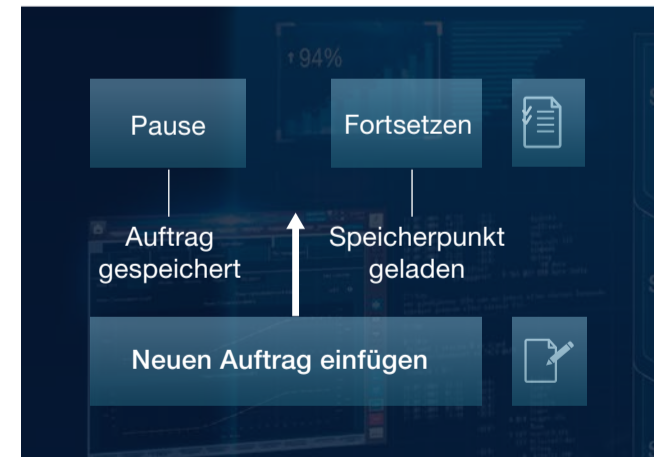 ↑94%
Pause
Fortsetzen
Auftrag
gespeichert
Speicherpunkt
geladen
Neuen Auftrag einfügen